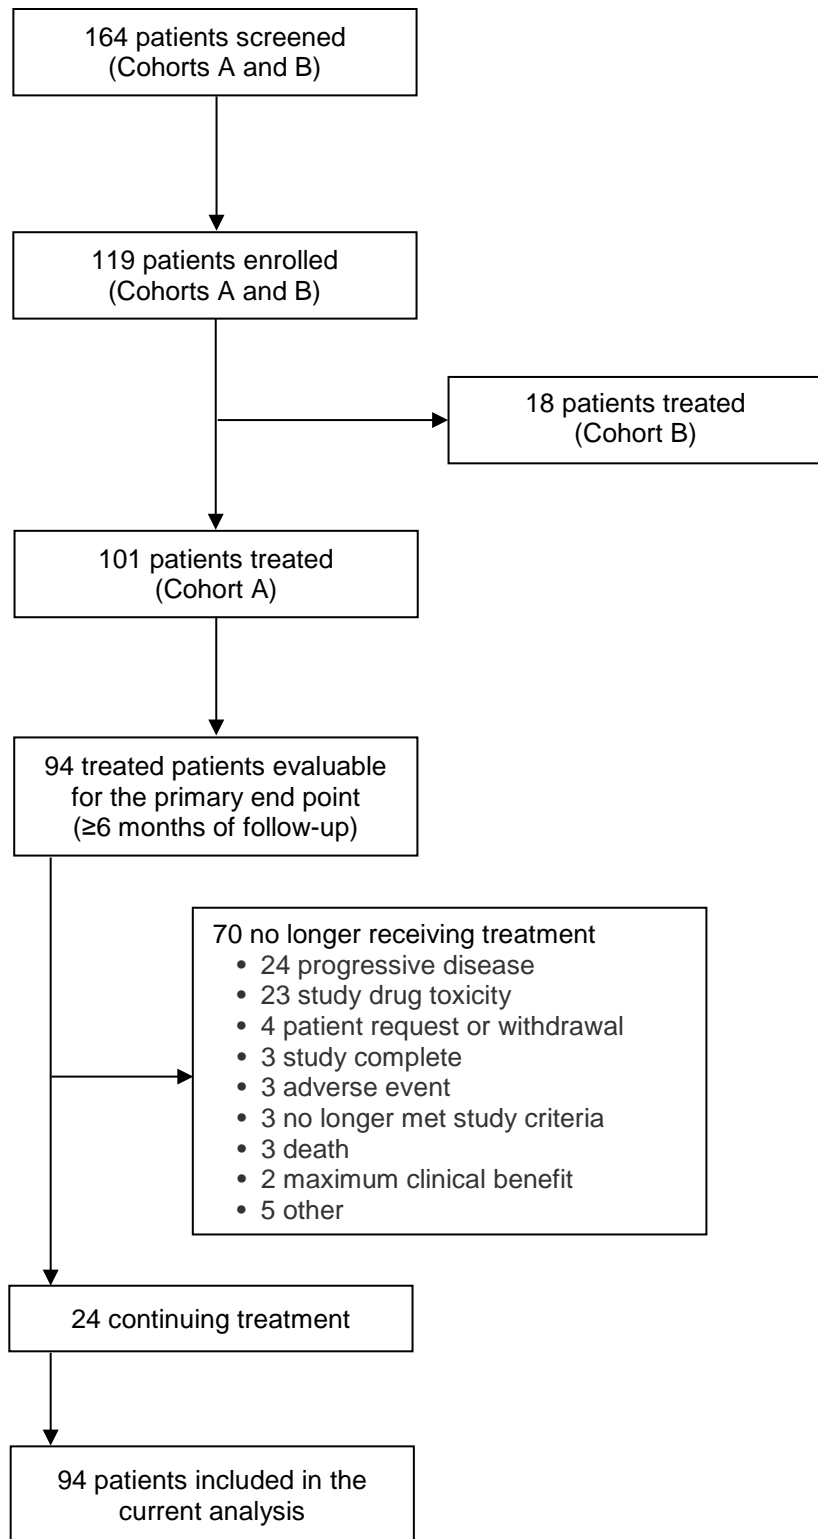 164 patients screened
(Cohorts A and B)
119 patients enrolled
(Cohorts A and B)
18 patients treated
(Cohort B)
101 patients treated
(Cohort A)
94 treated patients evaluable
for the primary end point
(≥6 months of follow-up)
70 no longer receiving treatment
• 24 progressive disease
• 23 study drug toxicity
• 4 patient request or withdrawal
• 3 study complete
• 3 adverse event
• 3 no longer met study criteria
• 3 death
• 2 maximum clinical benefit
• 5 other
24 continuing treatment
94 patients included in the
current analysis